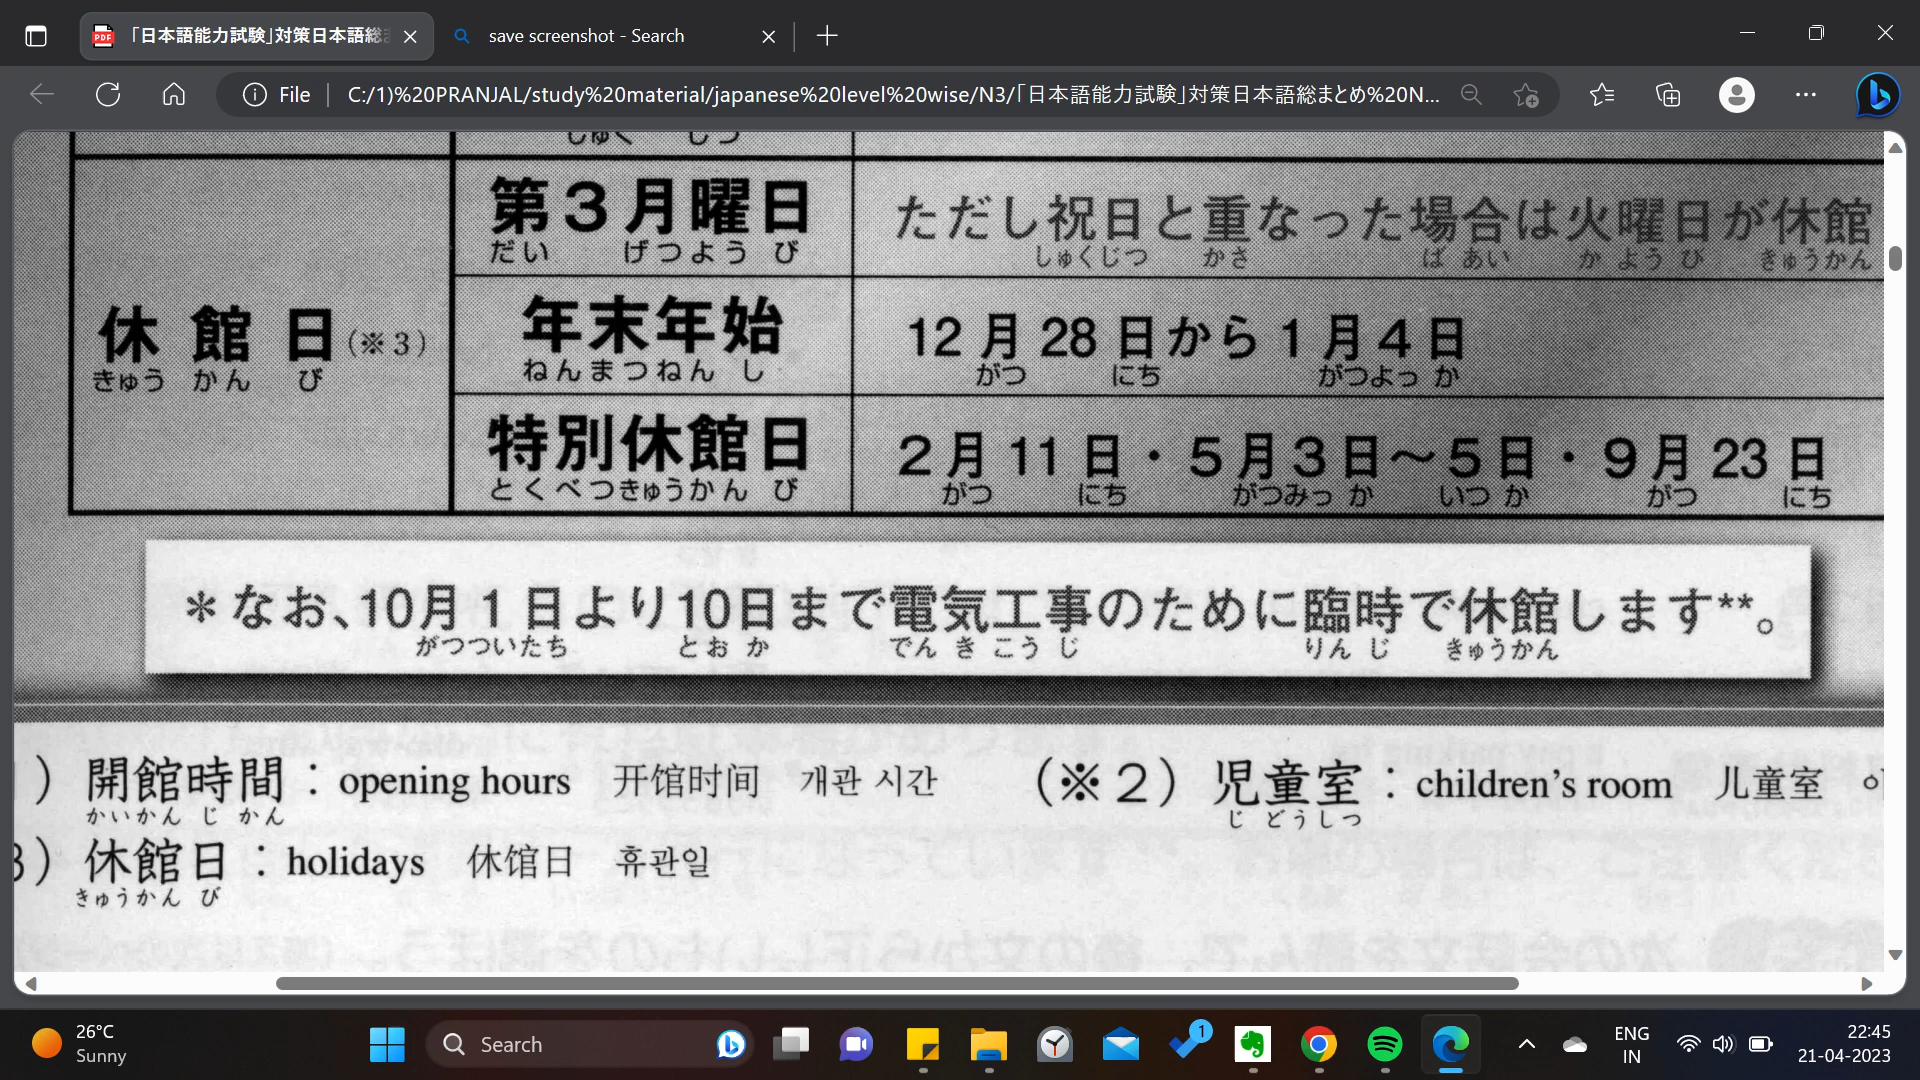 「日本語能力試験」対策日本語総
save screenshot - Search
File
C:/1)%20PRANJAL/study%20material/japanese%20level%20wise/N3/「日本語能力試験」対策日本語総まとめ%20N...
しゅく しつ
第3月曜日
だい げつよう び
ただし祝日と重なった場合は火曜日が休館
しゅくじつ かさ ば あい か よう び きゅうかん
休館日(※3)
きゅう かん び
年末年始
ねんまつねん し
12月28日から1月4日
がつ にち がつよっ か
特別休館日
とくべつきゅうかん び
2月11日・5月3日～5日・9月23日
がつ にち がつみっ か いつ か がつ にち
*なお、10月1日より10日まで電気工事のために臨時で休館します**。
がつついたち とお か でん き こう じ りん じ きゅうかん
) 開館時間：opening hours 开馆时间 개관 시간 (※2) 児童室：children's room 儿童室
かいかん じ かん じ どうしつ
3) 休館日：holidays 休馆日 휴관일
きゅうかん び
26°C
Sunny
Search
1
ENG
IN
22:45
21-04-2023